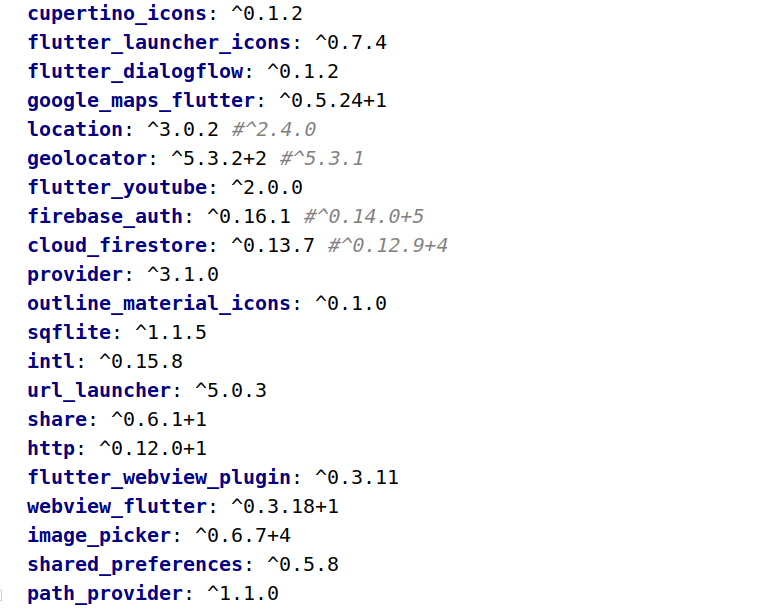 cupertino_icons: ^0.1.2
flutter_launcher_icons: ^0.7.4
flutter_dialogflow: ^0.1.2
google_maps_flutter: ^0.5.24+1
location: ^3.0.2 #^2.4.0
geolocator: ^5.3.2+2 #^5.3.1
flutter_youtube: ^2.0.0
firebase_auth: ^0.16.1 #^0.14.0+5
cloud_firestore: ^0.13.7 #^0.12.9+4
provider: ^3.1.0
outline_material_icons: ^0.1.0
sqflite: ^1.1.5
intl: ^0.15.8
url_launcher: ^5.0.3
share: ^0.6.1+1
http: ^0.12.0+1
flutter_webview_plugin: ^0.3.11
webview_flutter: ^0.3.18+1
image_picker: ^0.6.7+4
shared_preferences: ^0.5.8
path_provider: ^1.1.0